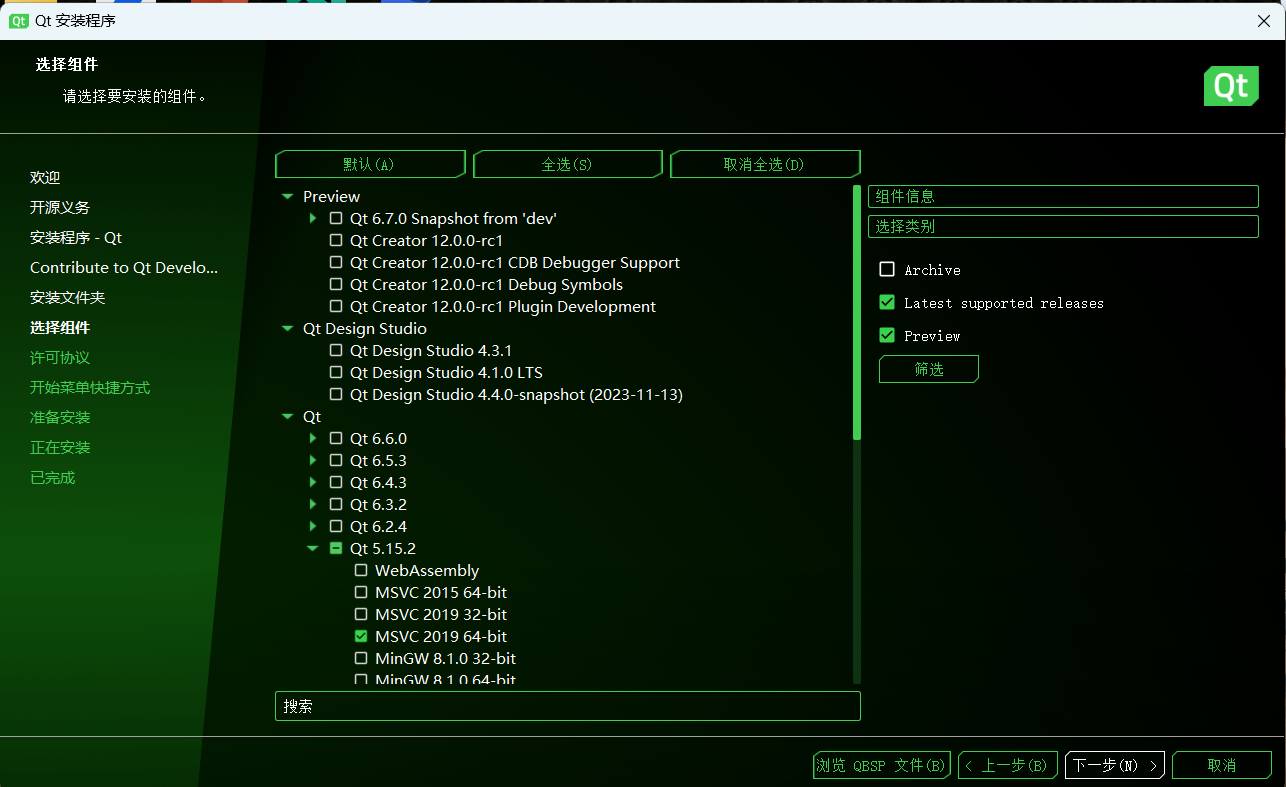 Qt Qt 安装程序
选择组件
请选择要安装的组件。
Qt
欢迎
开源义务
安装程序 - Qt
Contribute to Qt Develo...
安装文件夹
选择组件
许可协议
开始菜单快捷方式
准备安装
正在安装
已完成
默认(A) 全选(S) 取消全选(D)
Preview
Qt 6.7.0 Snapshot from 'dev'
Qt Creator 12.0.0-rc1
Qt Creator 12.0.0-rc1 CDB Debugger Support
Qt Creator 12.0.0-rc1 Debug Symbols
Qt Creator 12.0.0-rc1 Plugin Development
Qt Design Studio
Qt Design Studio 4.3.1
Qt Design Studio 4.1.0 LTS
Qt Design Studio 4.4.0-snapshot (2023-11-13)
Qt
Qt 6.6.0
Qt 6.5.3
Qt 6.4.3
Qt 6.3.2
Qt 6.2.4
Qt 5.15.2
WebAssembly
MSVC 2015 64-bit
MSVC 2019 32-bit
MSVC 2019 64-bit
MinGW 8.1.0 32-bit
MinGW 8.1.0 64-bit
搜索
组件信息
选择类别
Archive
Latest supported releases
Preview
筛选
浏览 QBSP 文件(B) < 上一步(B) 下一步(N) > 取消